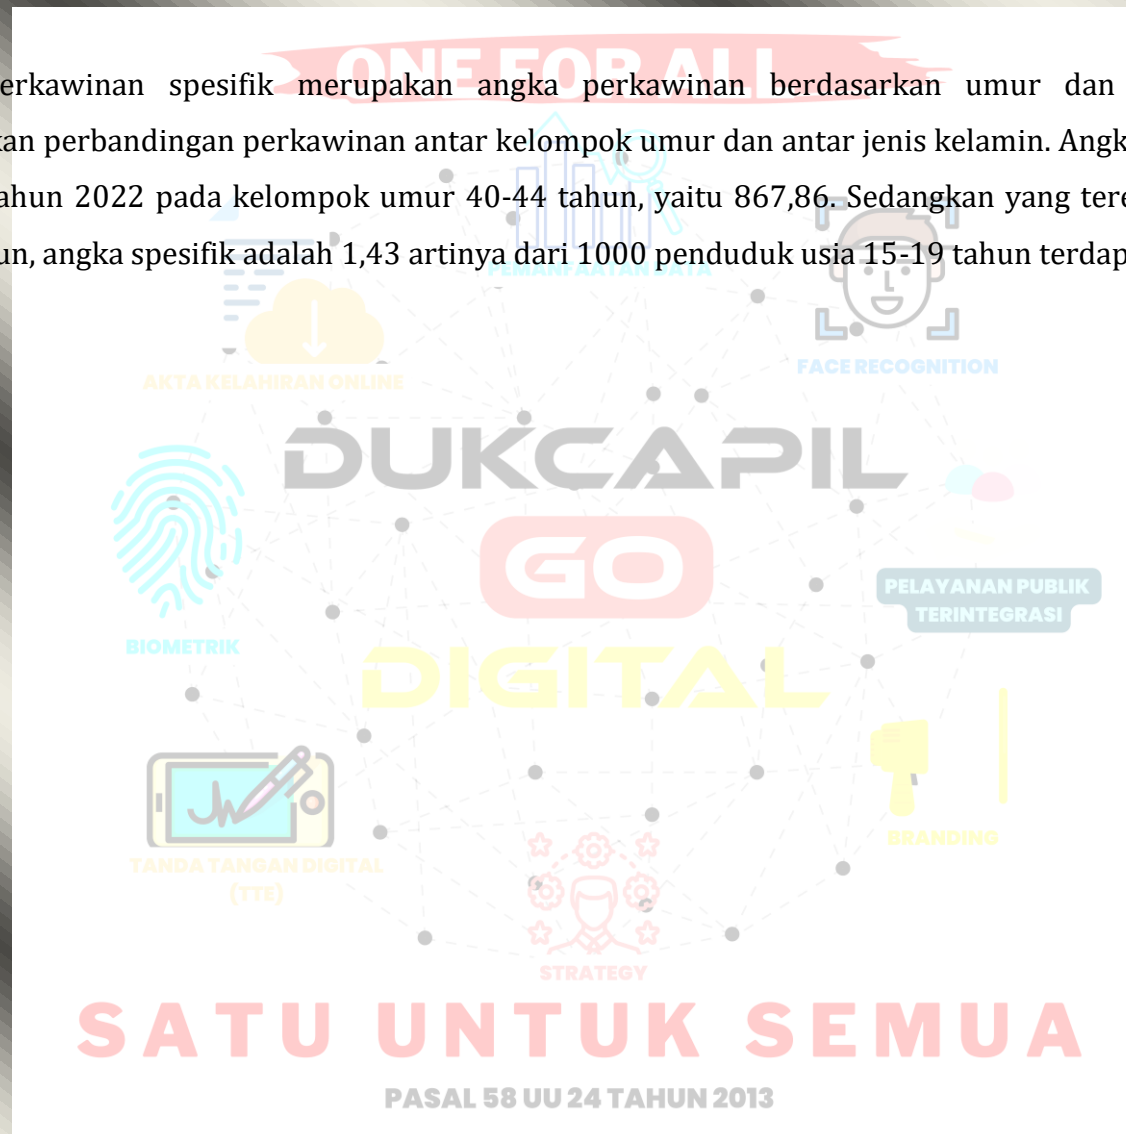 ONE FOR ALL
erkawinan spesifik merupakan angka perkawinan berdasarkan umur dan
kan perbandingan perkawinan antar kelompok umur dan antar jenis kelamin. Angk
ahun 2022 pada kelompok umur 40-44 tahun, yaitu 867,86. Sedangkan yang tere
un, angka spesifik adalah 1,43 artinya dari 1000 penduduk usia 15-19 tahun terdap
PEMANFAATAN DATA
FACE RECOGNITION
AKTA KELAHIRAN ONLINE
DUKCAPIL
GO
PELAYANAN PUBLIK
TERINTEGRASI
BIOMETRIK
DIGITAL
BRANDING
TANDA TANGAN DIGITAL
(TTE)
STRATEGY
SATU UNTUK SEMUA
PASAL 58 UU 24 TAHUN 2013